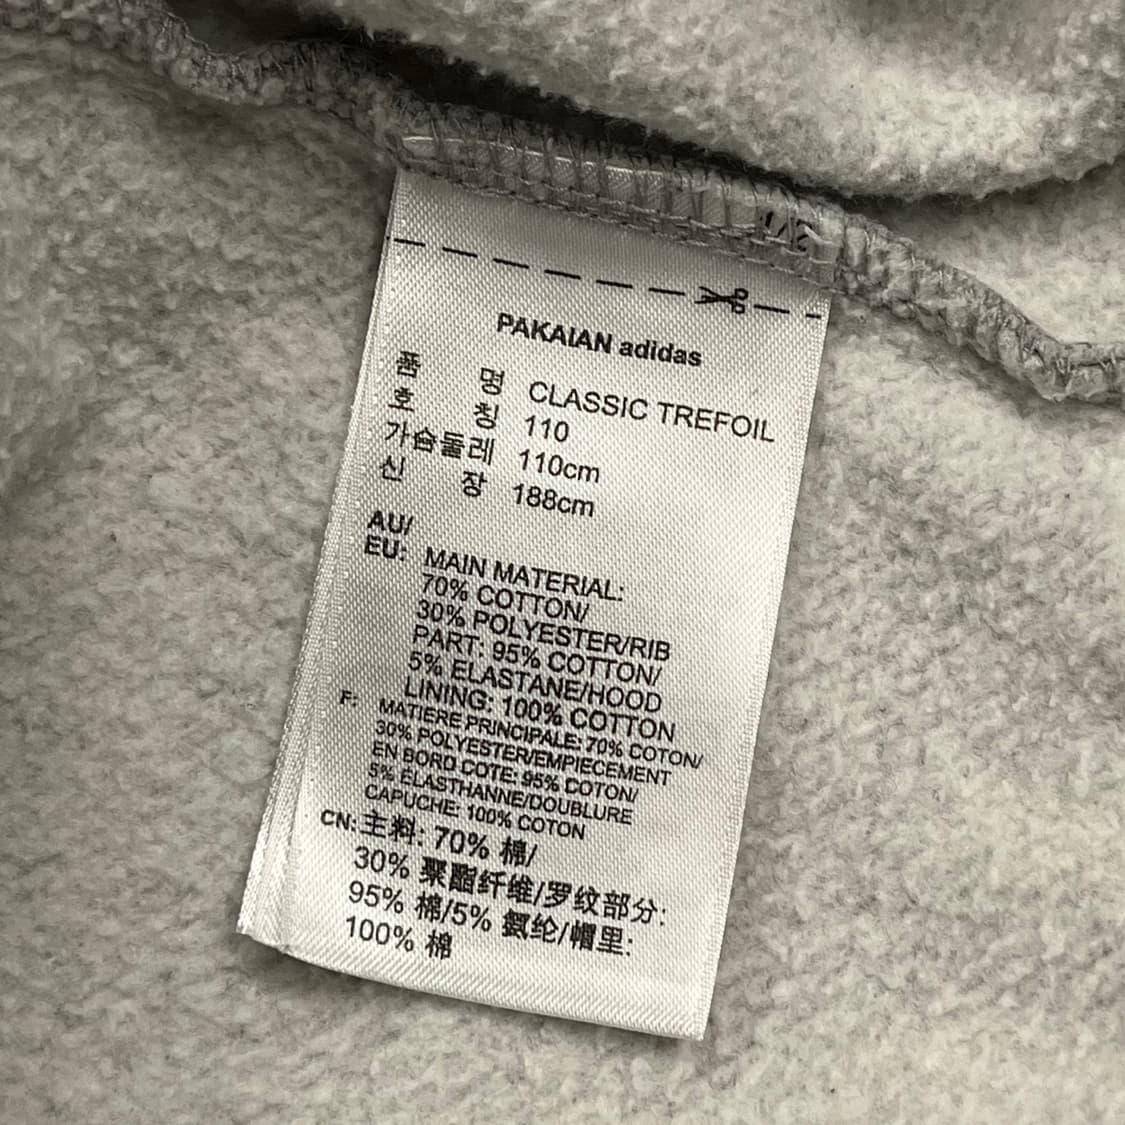 1/2
PAKAIAN adidas
품 명 CLASSIC TREFOIL
호 칭 110
가슴둘레 110cm
신 장 188cm
AU/
EU: MAIN MATERIAL:
70% COTTON/
30% POLYESTER/RIB
PART: 95% COTTON/
5% ELASTANE/HOOD
LINING: 100% COTTON
F: MATIERE PRINCIPALE: 70% COTON/
30% POLYESTER/EMPIECEMENT
EN BORD COTE: 95% COTON/
5% ELASTHANNE/DOUBLURE
CAPUCHE: 100% COTON
CN: 主料: 70% 棉/
30% 聚酯纤维/罗纹部分:
95% 棉/5% 氨纶/帽里:
100% 棉